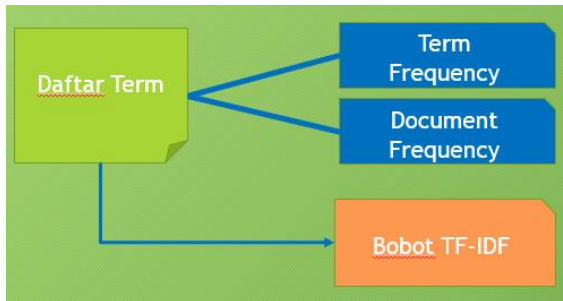 Daftar Term
Term
Frequency
Document
Frequency
Bobot TF-IDF